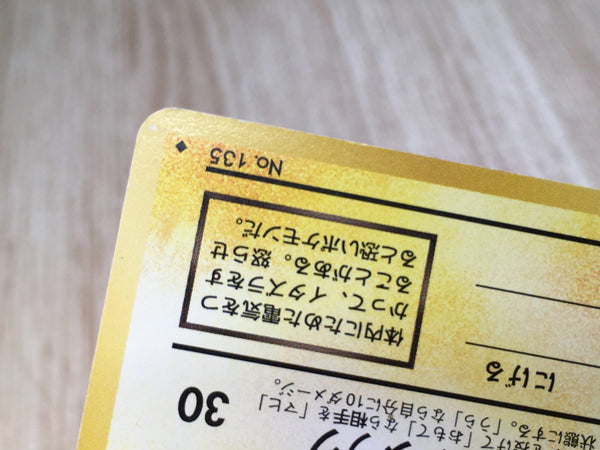 を投げて「おもて」なら相手を「マヒ」
状態にする。「うら」なら自分に10ダメージ。
30
にげる
体内にためた電気をつ
かって、イタズラをす
ることがある。怒らせ
ると恐いポケモンだ。
No. 135